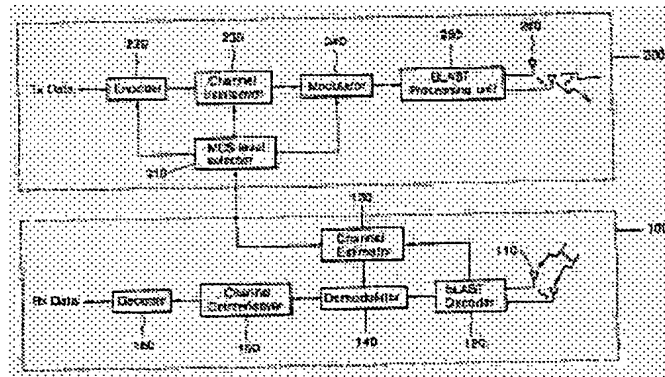 220
230
240
250
260
200
Tx Data
Encoder
Channel
Interleaver
Modulator
BLAST
Processing unit
MCS level
selector
210
130
Channel
Estimator
110
100
Rx Data
Decoder
Channel
Deinterleaver
Demodulator
BLAST
Decoder
160
150
140
120